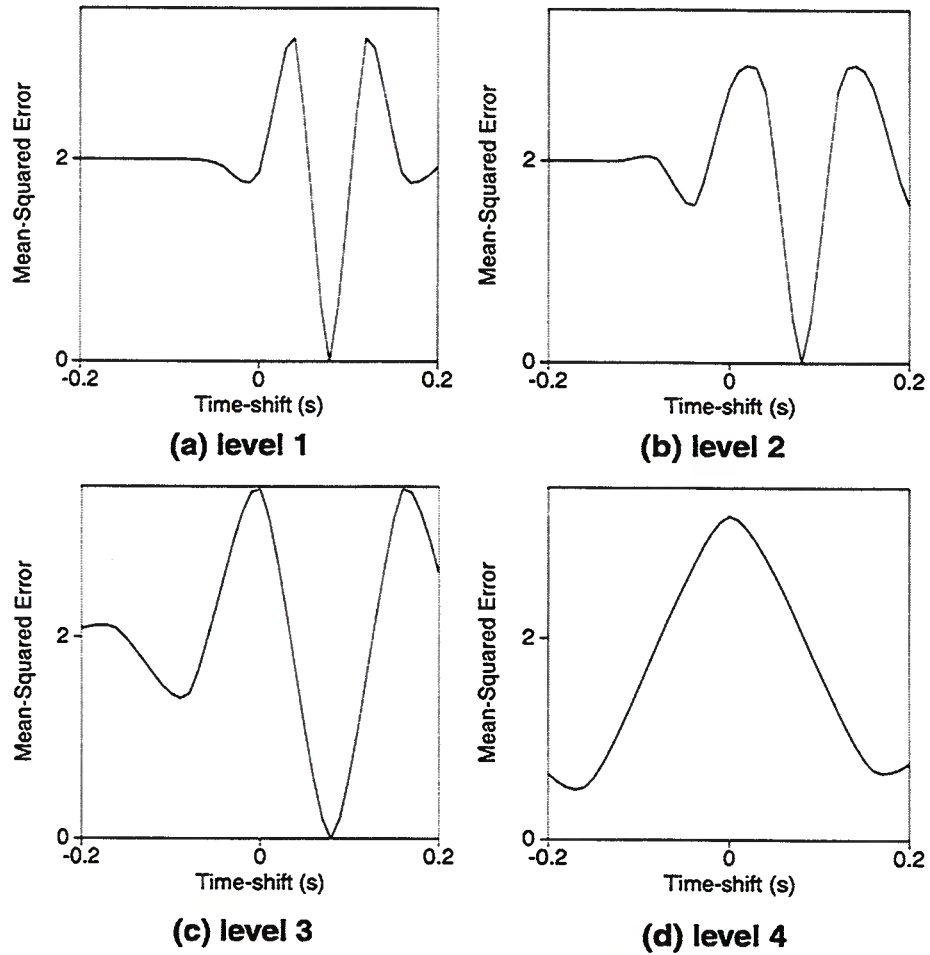 Mean-Squared Error
2
0
-0.2
0
0.2
Time-shift (s)
(a) level 1
Mean-Squared Error
2
0
-0.2
0
0.2
Time-shift (s)
(b) level 2
Mean-Squared Error
2
0
-0.2
0
0.2
Time-shift (s)
(c) level 3
Mean-Squared Error
2
0
-0.2
0
0.2
Time-shift (s)
(d) level 4